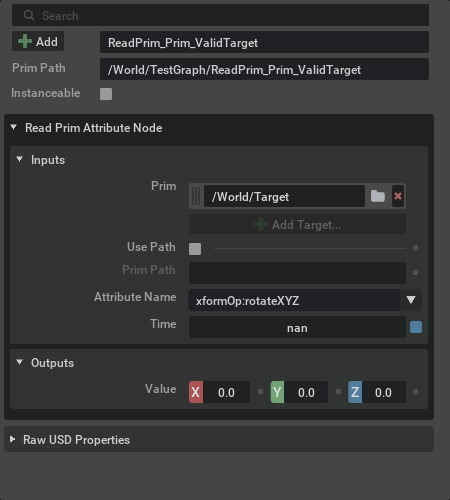 Search
Add
ReadPrim_Prim_ValidTarget
Prim Path
/World/TestGraph/ReadPrim_Prim_ValidTarget
Instanceable
Read Prim Attribute Node
Inputs
Prim
/World/Target
Add Target...
Use Path
Prim Path
Attribute Name
xformOp:rotateXYZ
Time
nan
Outputs
Value X 0.0 Y 0.0 Z 0.0
Raw USD Properties